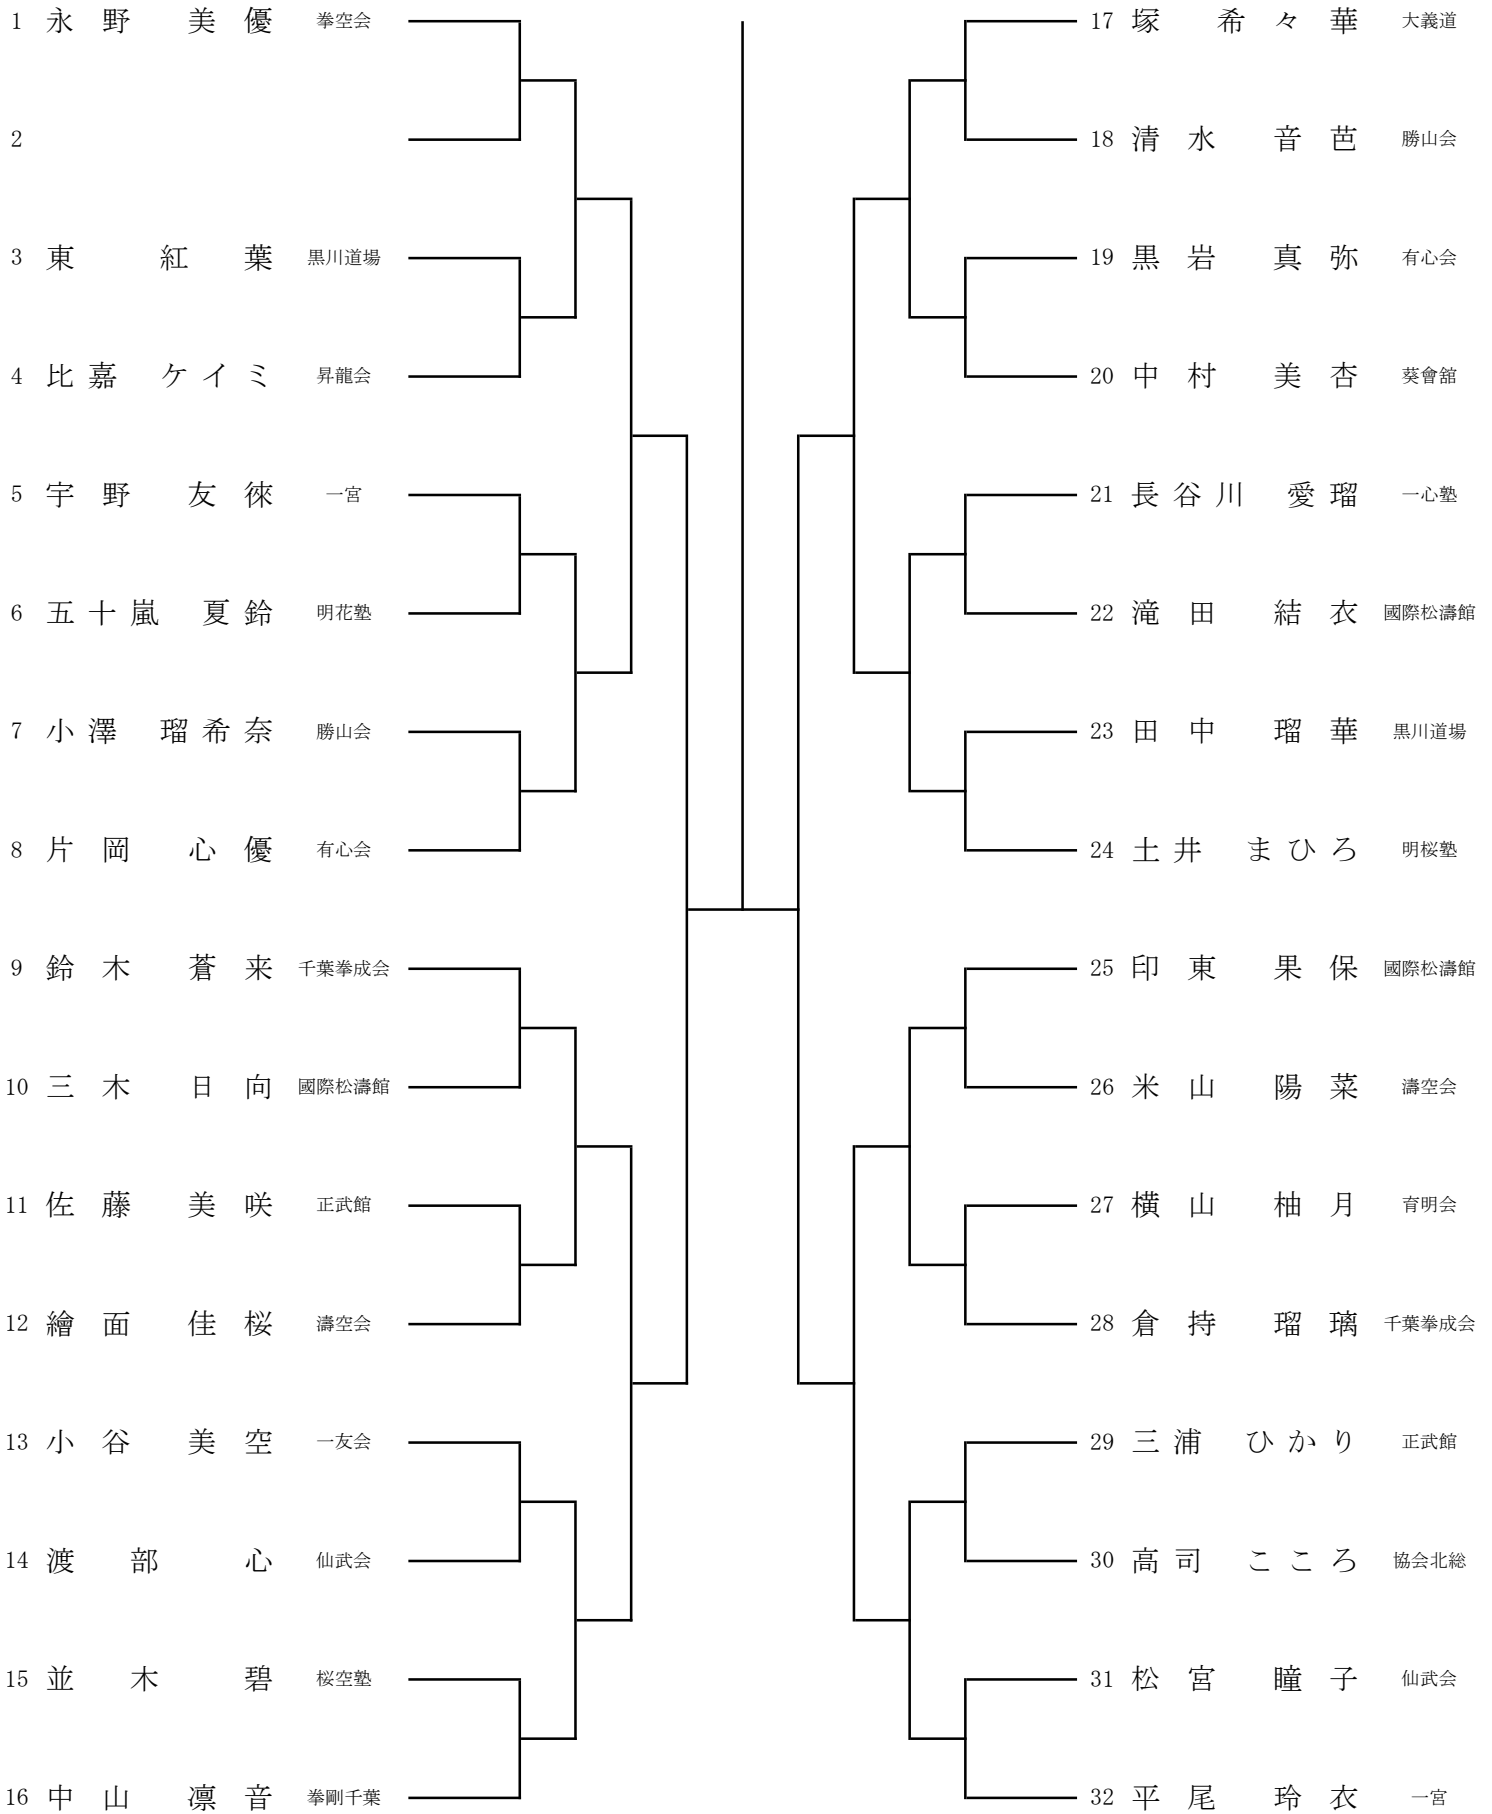 1 永野 美優 拳空会
2
3 東 紅葉 黒川道場
4 比嘉 ケイミ 昇龍会
5 宇野 友徠 一宮
6 五十嵐 夏鈴 明花塾
7 小澤 瑠希奈 勝山会
8 片岡 心優 有心会
9 鈴木 蒼来 千葉拳成会
10 三木 日向 國際松濤館
11 佐藤 美咲 正武館
12 繪面 佳桜 濤空会
13 小谷 美空 一友会
14 渡部 心 仙武会
15 並木 碧 桜空塾
16 中山 凛音 拳剛千葉
17 塚 希々華 大義道
18 清水 音芭 勝山会
19 黒岩 真弥 有心会
20 中村 美杏 葵會舘
21 長谷川 愛瑠 一心塾
22 滝田 結衣 國際松濤館
23 田中 瑠華 黒川道場
24 土井 まひろ 明桜塾
25 印東 果保 國際松濤館
26 米山 陽菜 濤空会
27 横山 柚月 育明会
28 倉持 瑠璃 千葉拳成会
29 三浦 ひかり 正武館
30 高司 こころ 協会北総
31 松宮 瞳子 仙武会
32 平尾 玲衣 一宮